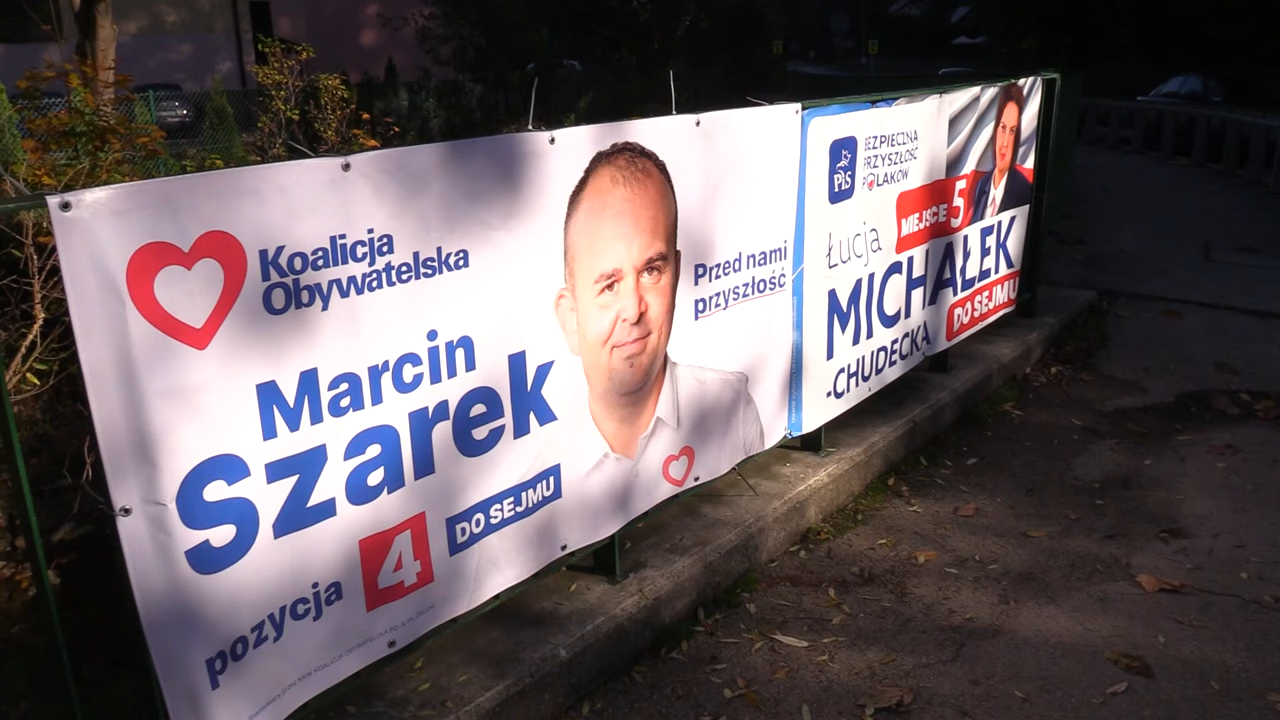 Koalicja
Obywatelska
Marcin
Szarek
pozycja 4 DO SEJMU
Przed nami
przyszłość
PiS
BEZPIECZNA
PRZYSZŁOŚĆ
POLAKÓW
MIEJSCE 5
Łucja
MICHAŁEK
-CHUDECKA
DO SEJMU